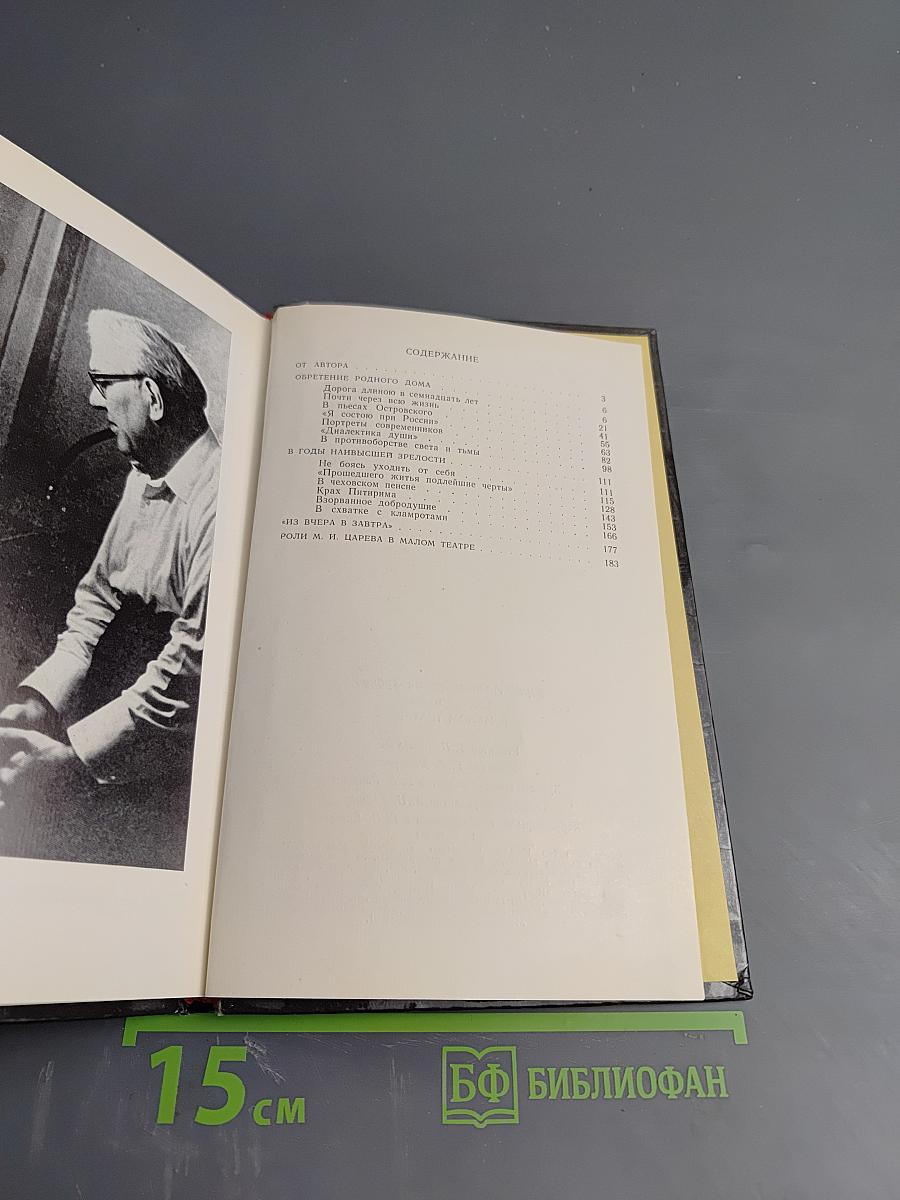 СОДЕРЖАНИЕ
ОТ АВТОРА . . . . . . . . . . 3
ОБРЕТЕНИЕ РОДНОГО ДОМА . . . . . . 6
Дорога длиною в семнадцать лет . . . . 6
Почти через всю жизнь . . . . . . 21
В пьесах Островского . . . . . . 41
«Я состою при России» . . . . . . 55
Портреты современников . . . . . . 63
«Диалектика души» . . . . . . 82
В противоборстве света и тьмы . . . . 98
В ГОДЫ НАИВЫСШЕЙ ЗРЕЛОСТИ . . . . . 111
Не боясь уходить от себя . . . . . 111
«Прошедшего житья подлейшие черты» . . . 115
В чеховском пенсне . . . . . . 128
Крах Питирима . . . . . . . 143
Взорванное добродушие . . . . . . 153
В схватке с кламротами . . . . . . 166
«ИЗ ВЧЕРА В ЗАВТРА» . . . . . . . 177
РОЛИ М. И. ЦАРЕВА В МАЛОМ ТЕАТРЕ . . . . 183
15 см
БФ БИБЛИОФАН